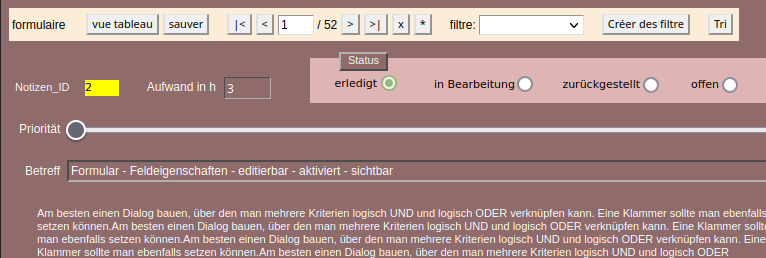 formulaire vue tableau sauver |< < 1 / 52 > >| x * filtre: Créer des filtre Tri
Status
Notizen_ID 2 Aufwand in h 3 erledigt in Bearbeitung zurückgestellt offen
Priorität
Betreff Formular - Feldeigenschaften - editierbar - aktiviert - sichtbar
Am besten einen Dialog bauen, über den man mehrere Kriterien logisch UND und logisch ODER verknüpfen kann. Eine Klammer sollte man ebenfalls
setzen können.Am besten einen Dialog bauen, über den man mehrere Kriterien logisch UND und logisch ODER verknüpfen kann. Eine Klammer sollte
man ebenfalls setzen können.Am besten einen Dialog bauen, über den man mehrere Kriterien logisch UND und logisch ODER verknüpfen kann. Eine
Klammer sollte man ebenfalls setzen können.Am besten einen Dialog bauen, über den man mehrere Kriterien logisch UND und logisch ODER